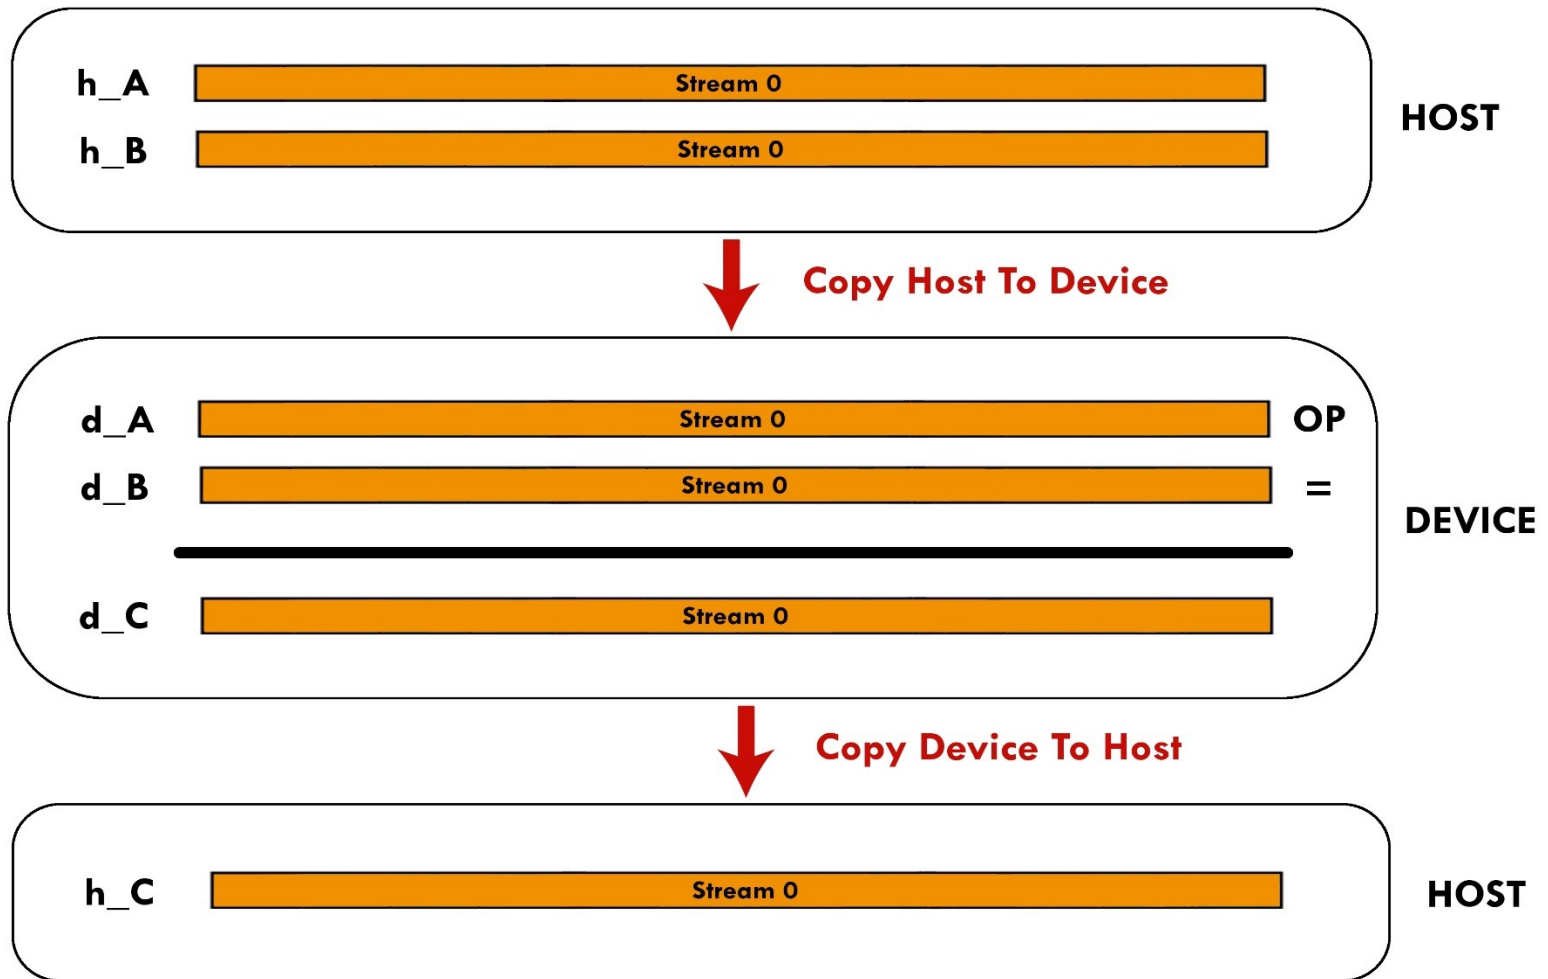 h_A Stream 0
h_B Stream 0
HOST
Copy Host To Device
d_A Stream 0 OP
d_B Stream 0 =
DEVICE
d_C Stream 0
Copy Device To Host
h_C Stream 0
HOST